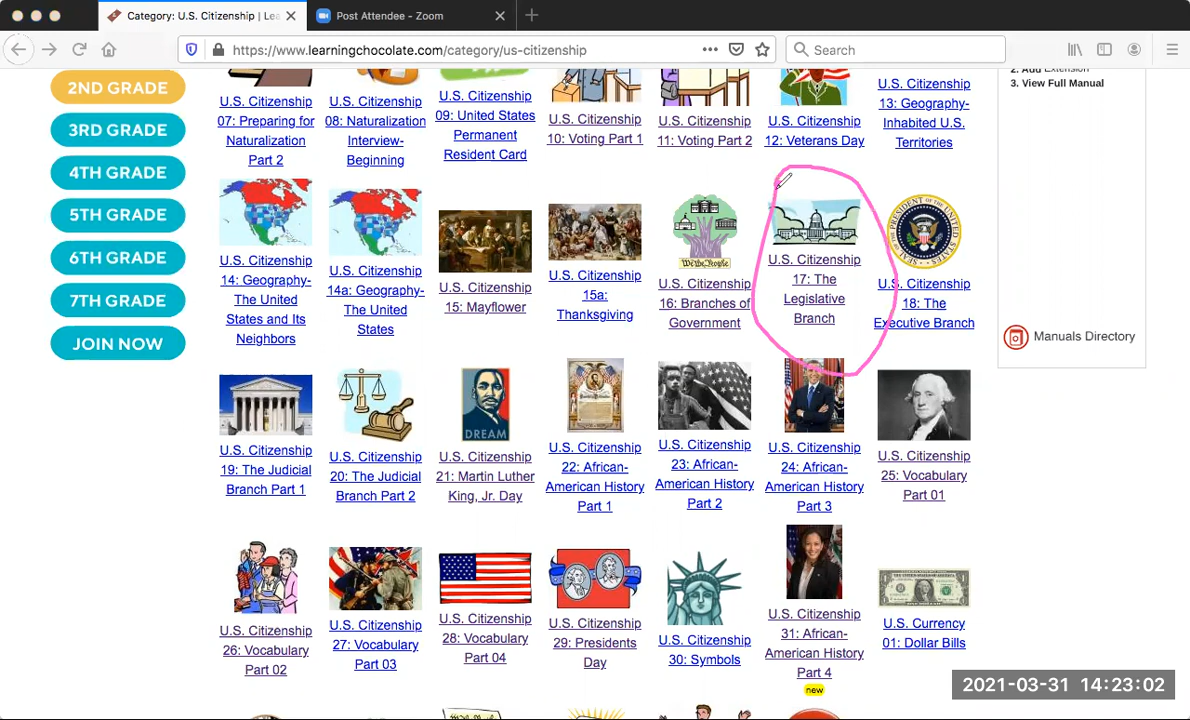 Category: U.S. Citizenship | Lea
Post Attendee - Zoom
https://www.learningchocolate.com/category/us-citizenship
Search
2ND GRADE
3RD GRADE
4TH GRADE
5TH GRADE
6TH GRADE
7TH GRADE
JOIN NOW
U.S. Citizenship
07: Preparing for
Naturalization
Part 2
U.S. Citizenship
08: Naturalization
Interview-
Beginning
U.S. Citizenship
09: United States
Permanent
Resident Card
U.S. Citizenship
10: Voting Part 1
U.S. Citizenship
11: Voting Part 2
U.S. Citizenship
12: Veterans Day
U.S. Citizenship
13: Geography-
Inhabited U.S.
Territories
2. Add Extension
3. View Full Manual
Manuals Directory
U.S. Citizenship
14: Geography-
The United
States and Its
Neighbors
U.S. Citizenship
14a: Geography-
The United
States
U.S. Citizenship
15: Mayflower
U.S. Citizenship
15a:
Thanksgiving
We the People
U.S. Citizenship
16: Branches of
Government
U.S. Citizenship
17: The
Legislative
Branch
U.S. Citizenship
18: The
Executive Branch
U.S. Citizenship
19: The Judicial
Branch Part 1
U.S. Citizenship
20: The Judicial
Branch Part 2
DREAM
U.S. Citizenship
21: Martin Luther
King, Jr. Day
U.S. Citizenship
22: African-
American History
Part 1
U.S. Citizenship
23: African-
American History
Part 2
U.S. Citizenship
24: African-
American History
Part 3
U.S. Citizenship
25: Vocabulary
Part 01
U.S. Citizenship
26: Vocabulary
Part 02
U.S. Citizenship
27: Vocabulary
Part 03
U.S. Citizenship
28: Vocabulary
Part 04
U.S. Citizenship
29: Presidents
Day
U.S. Citizenship
30: Symbols
U.S. Citizenship
31: African-
American History
Part 4
new
U.S. Currency
01: Dollar Bills
2021-03-31 14:23:02